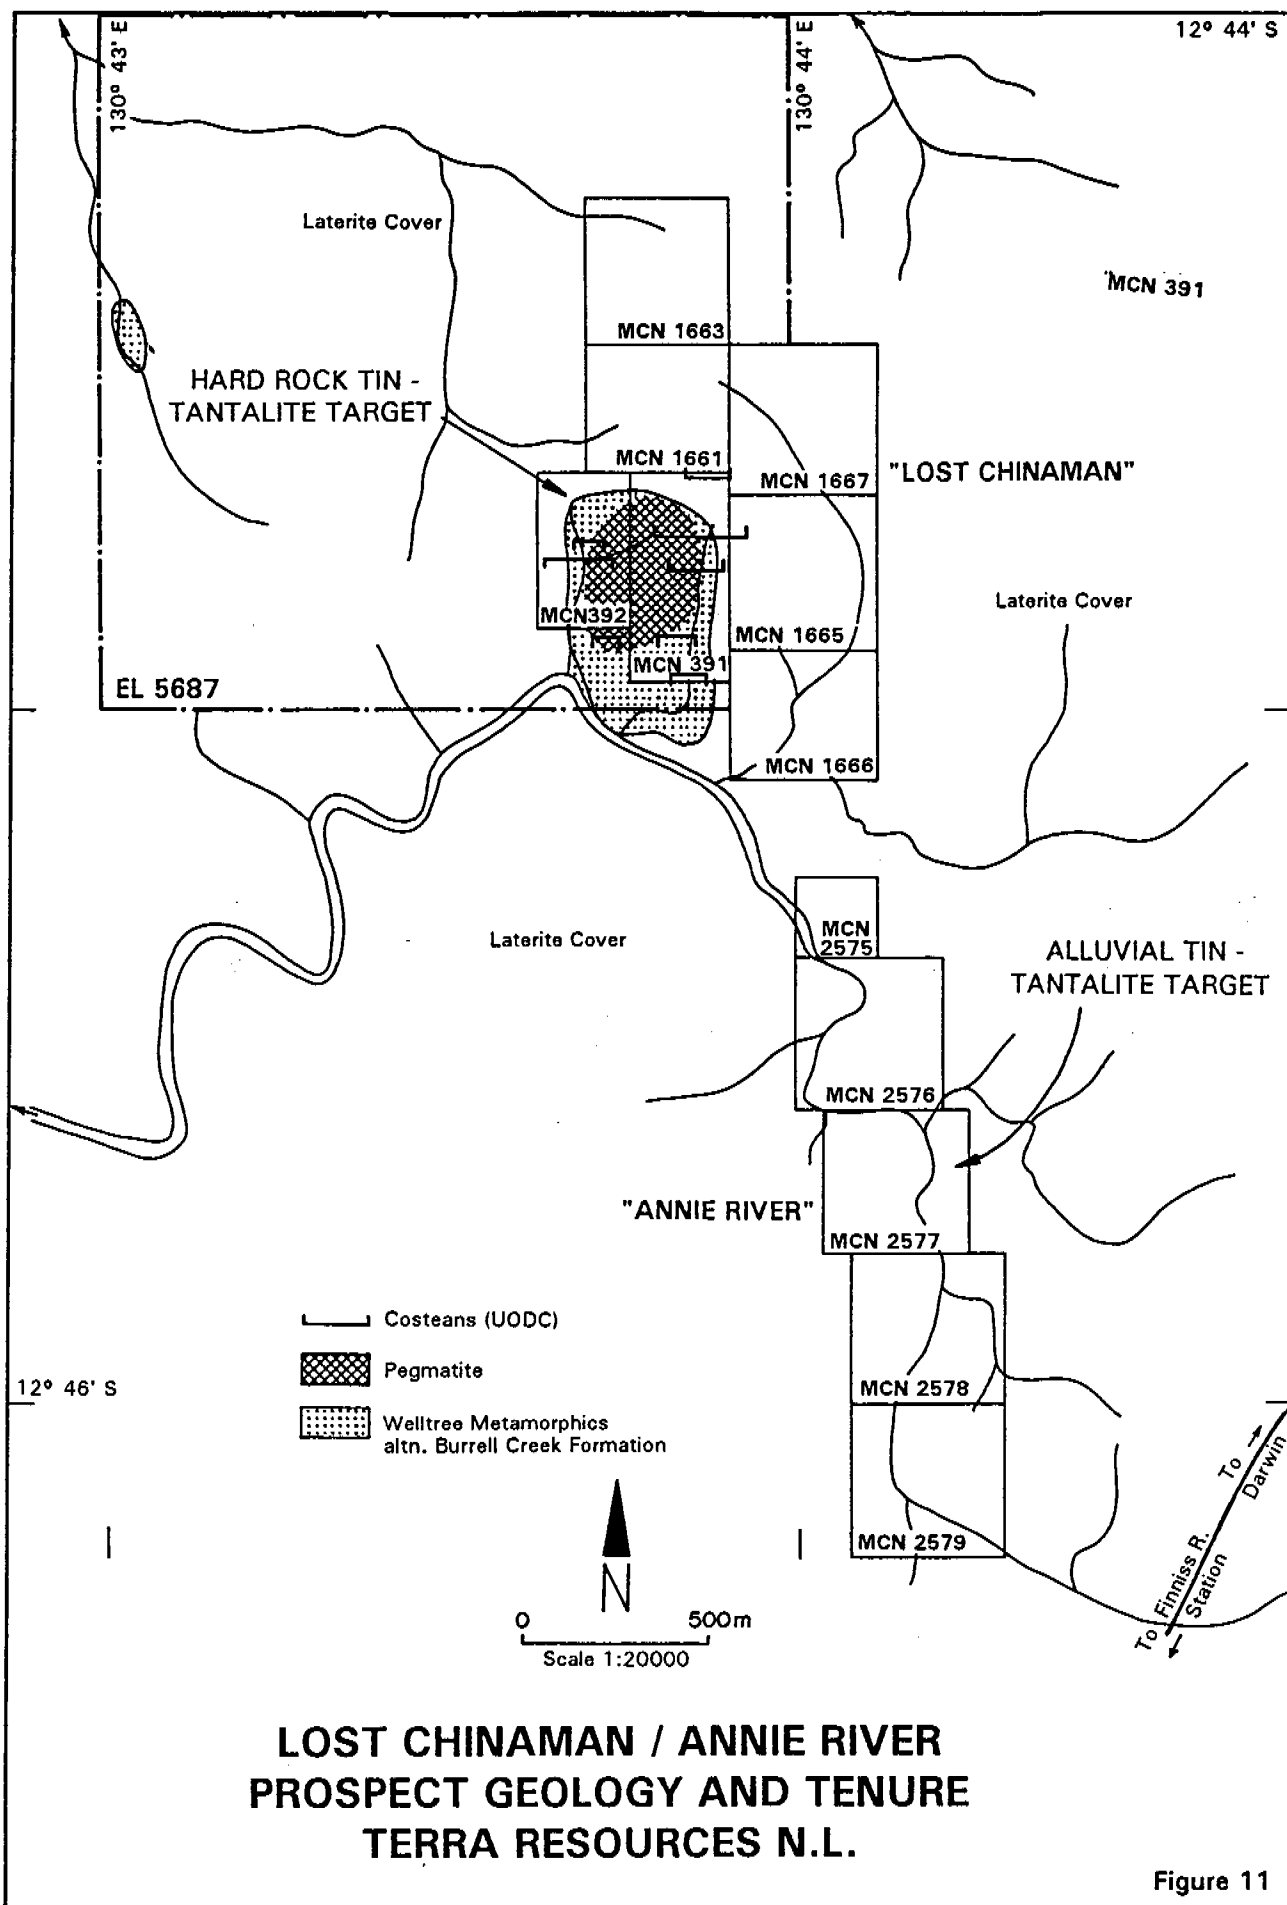 12º 44' S
130º 43' E
130º 44' E
Laterite Cover
MCN 391
MCN 1663
HARD ROCK TIN -
TANTALITE TARGET
MCN 1661
MCN 1667
"LOST CHINAMAN"
MCN392
Laterite Cover
MCN 1665
MCN 391
EL 5687
MCN 1666
MCN
2575
Laterite Cover
ALLUVIAL TIN -
TANTALITE TARGET
MCN 2576
"ANNIE RIVER"
MCN 2577
Costeans (UODC)
Pegmatite
12º 46' S
MCN 2578
Welltree Metamorphics
altn. Burrell Creek Formation
To
Darwin
MCN 2579
To Finniss R.
Station
N
0 500m
Scale 1:20000
LOST CHINAMAN / ANNIE RIVER
PROSPECT GEOLOGY AND TENURE
TERRA RESOURCES N.L.
Figure 11